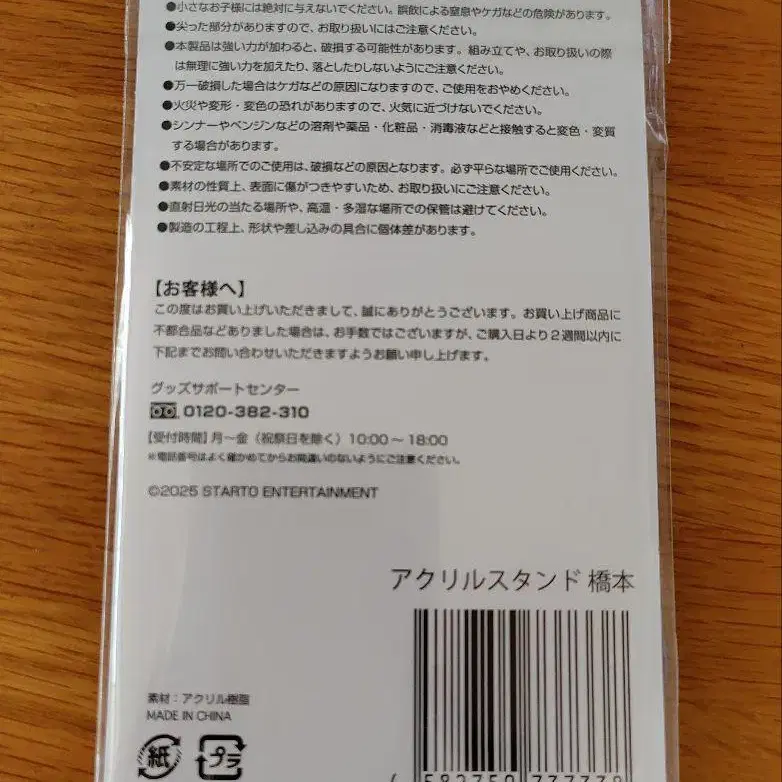 ●小さなお子様には絶対に与えないでください。誤飲による窒息やケガなどの危険があります。
●尖った部分がありますので、お取り扱いにはご注意ください。
●本製品は強い力が加わると、破損する可能性があります。組み立てや、お取り扱いの際
は無理に強い力を加えたり、落としたりしないようにご注意ください。
●万一破損した場合はケガなどの原因になりますので、ご使用をおやめください。
●火災や変形・変色の恐れがありますので、火気に近づけないでください。
●シンナーやベンジンなどの溶剤や薬品・化粧品・消毒液などと接触すると変色・変質
する場合があります。
●不安定な場所でのご使用は、破損などの原因となります。必ず平らな場所でご使用ください。
●素材の性質上、表面に傷がつきやすいため、お取り扱いにご注意ください。
●直射日光の当たる場所や、高温・多湿な場所での保管は避けてください。
●製造の工程上、形状や差し込みの具合に個体差があります。
【お客様へ】
この度はお買い上げいただきまして、誠にありがとうございます。お買い上げ商品に
不都合品などありました場合は、お手数ではございますが、ご購入日より2週間以内に
下記までお問い合わせいただきますようお願い申し上げます。
グッズサポートセンター
0120-382-310
【受付時間】月～金（祝祭日を除く）10:00～18:00
※電話番号はよく確かめてからお間違いのないようにご注意ください。
©2025 STARTO ENTERTAINMENT
アクリルスタンド 橋本
素材：アクリル樹脂
MADE IN CHINA
紙
プラ